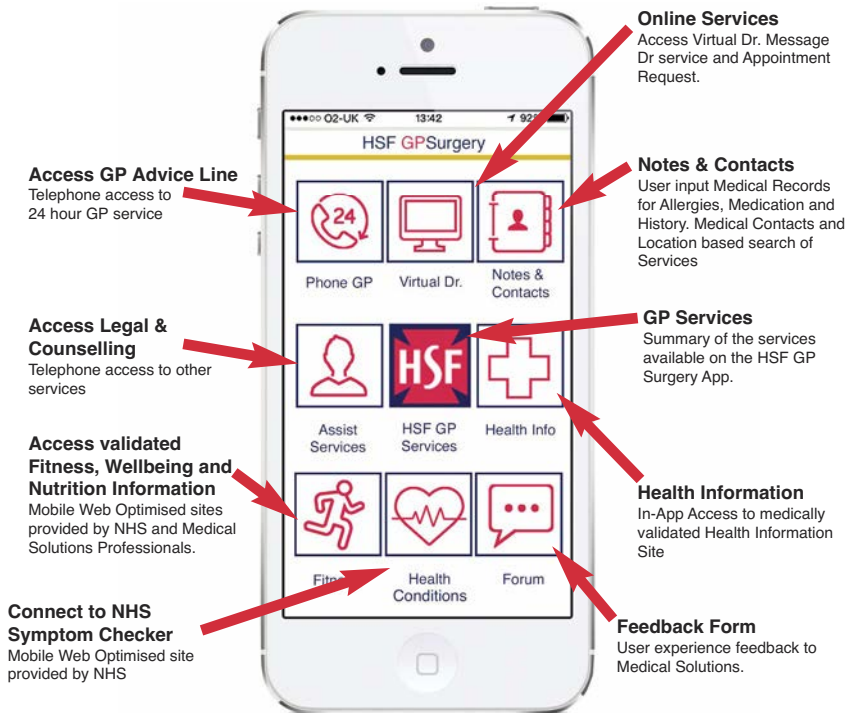 Online Services
Access Virtual Dr. Message
Dr service and Appointment
Request.
O2-UK
13:42
HSF GPSurgery
Access GP Advice Line
Telephone access to
24 hour GP service
24
Phone GP
Virtual Dr.
Notes &
Contacts
Notes & Contacts
User input Medical Records
for Allergies, Medication and
History. Medical Contacts and
Location based search of
Services
Access Legal &
Counselling
Telephone access to other
services
HSF
Assist
Services
HSF GP
Services
Health Info
GP Services
Summary of the services
available on the HSF GP
Surgery App.
Access validated
Fitness, Wellbeing and
Nutrition Information
Mobile Web Optimised sites
provided by NHS and Medical
Solutions Professionals.
Health
Conditions
Forum
Health Information
In-App Access to medically
validated Health Information
Site
Connect to NHS
Symptom Checker
Mobile Web Optimised site
provided by NHS
Feedback Form
User experience feedback to
Medical Solutions.